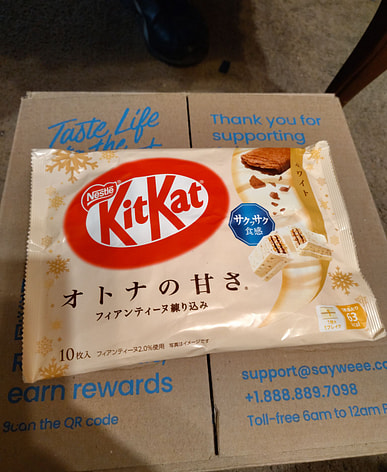 Taste Life
Thank you for
supporting
Nestlé
KitKat
ホワイト
サクサク
食感
オトナの甘さ
フィアンティーヌ練り込み
10枚入 フィアンティーヌ2.0%使用 写真はイメージです
63
kcal
earn rewards
Scan the QR code
support@sayweee.com
+1.888.889.7098
Toll-free 6am to 12am